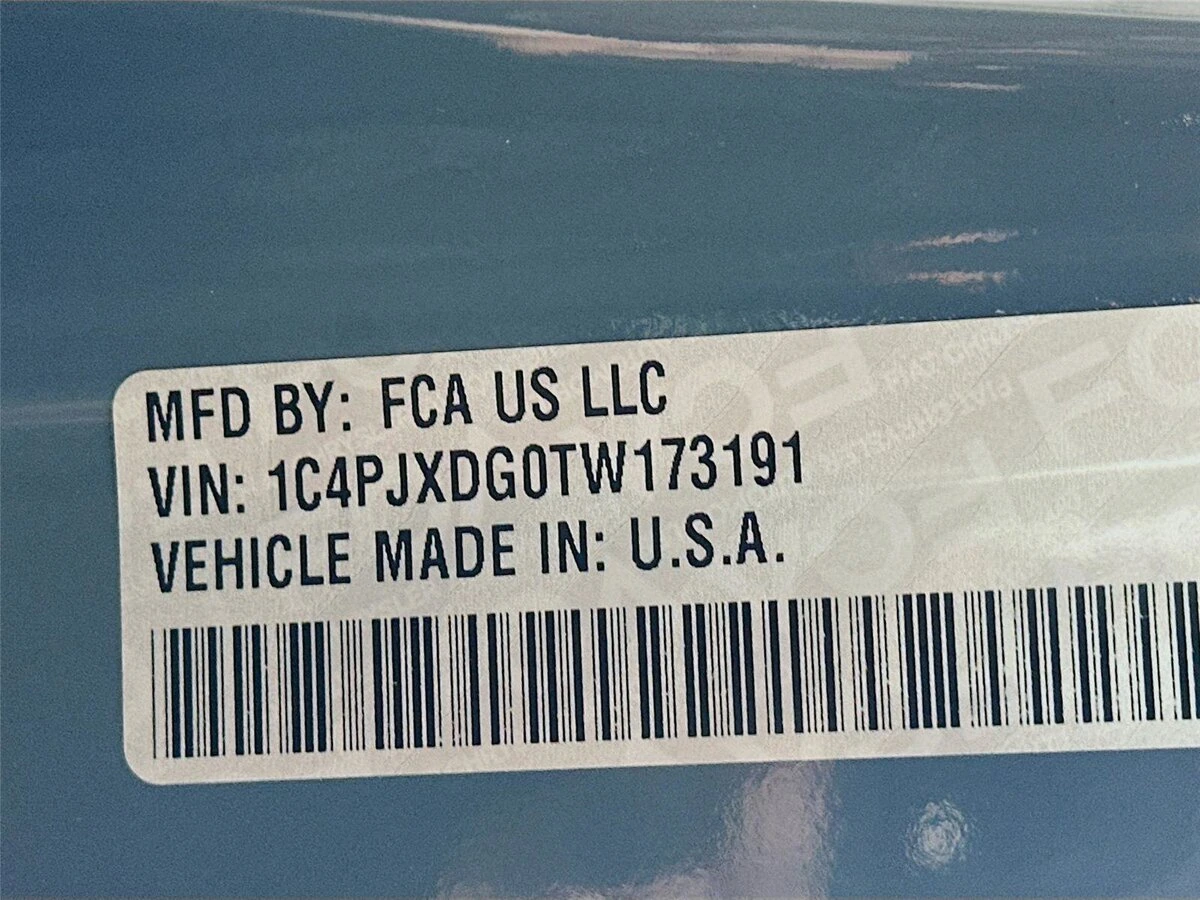 MFD BY: FCA US LLC
VIN: 1C4PJXDG0TW173191
VEHICLE MADE IN: U.S.A.